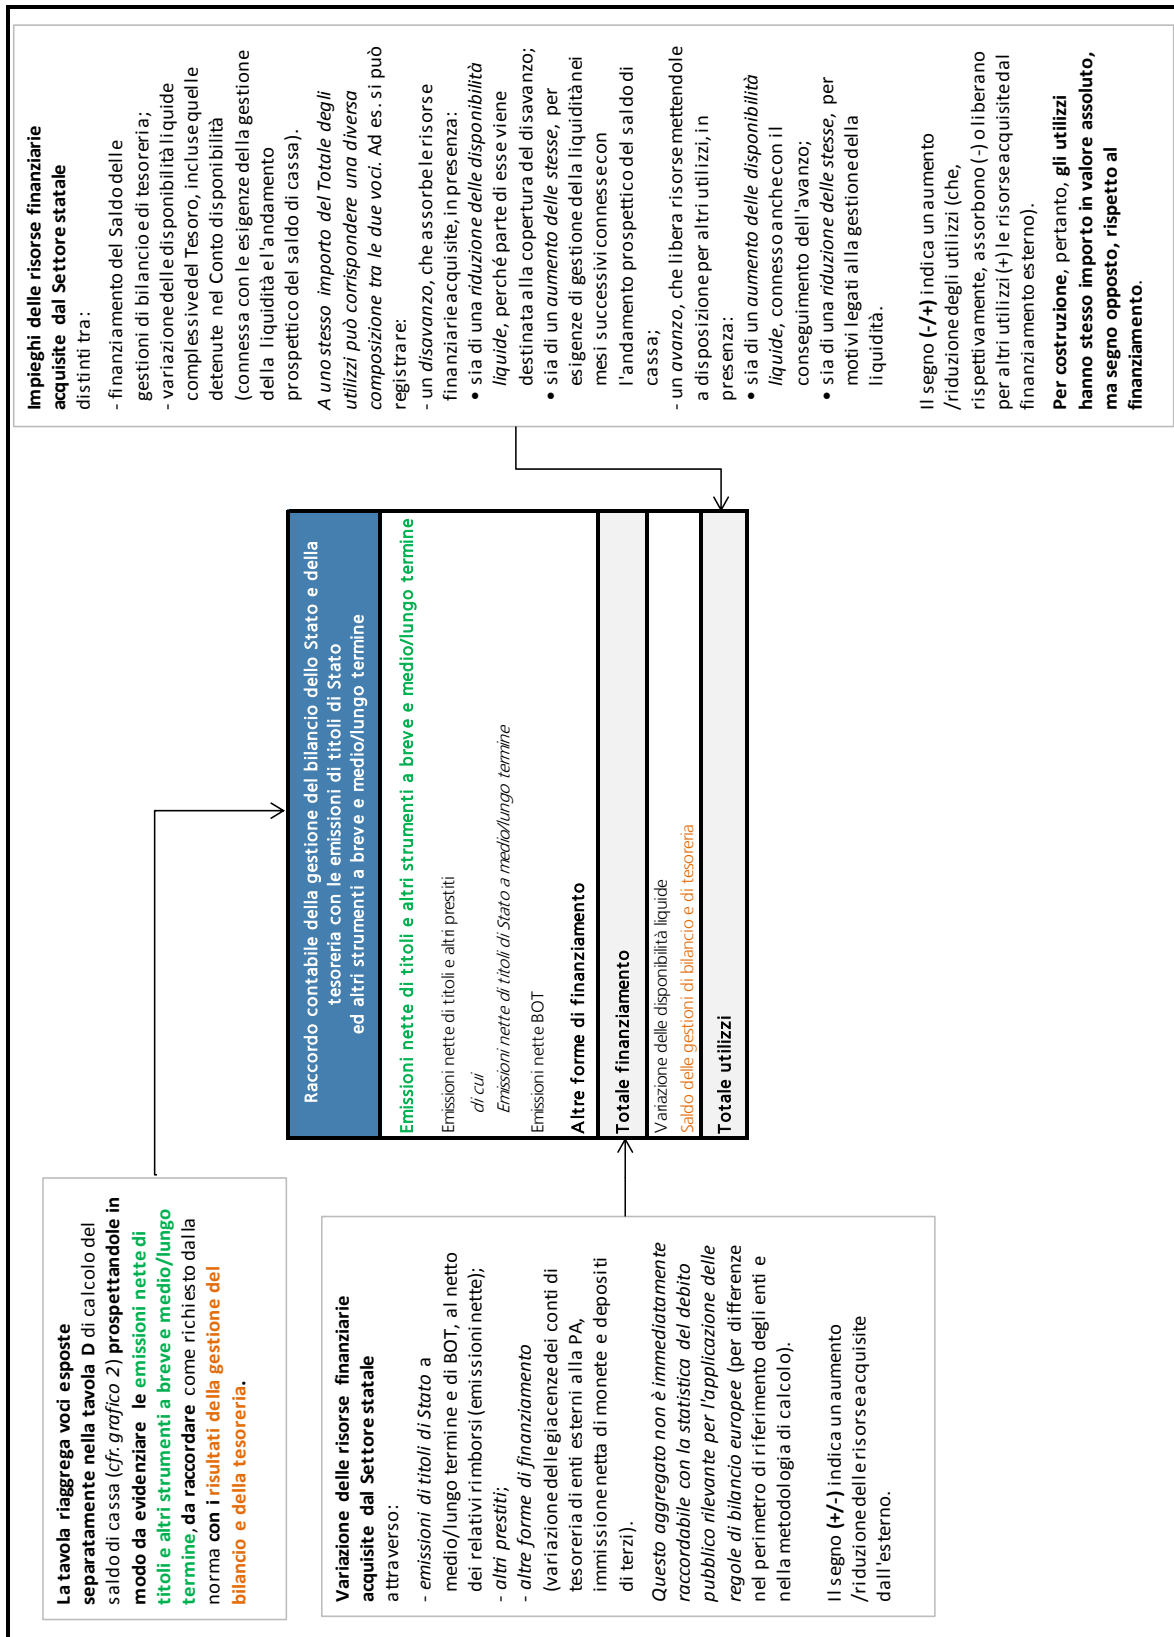 La tavola riaggrega voci esposte
separatamente nella tavola D di calcolo del
saldo di cassa (cfr. grafico 2) prospettandole in
modo da evidenziare le emissioni nette di
titoli e altri strumenti a breve e medio/lungo
termine, da raccordare come richiesto dalla
norma con i risultati della gestione del
bilancio e della tesoreria.
Variazione delle risorse finanziarie
acquisite dal Settore statale
attraverso:
- emissioni di titoli di Stato a
medio/lungo termine e di BOT, al netto
dei relativi rimborsi (emissioni nette);
- altri prestiti;
- altre forme di finanziamento
(variazione delle giacenze dei conti di
tesoreria di enti esterni alla PA,
immissione netta di monete e depositi
di terzi).
Questo aggregato non è immediatamente
raccordabile con la statistica del debito
pubblico rilevante per l'applicazione delle
regole di bilancio europee (per differenze
nel perimetro di riferimento degli enti e
nella metodologia di calcolo).
Il segno (+/-) indica un aumento
/riduzione delle risorse acquisite
dall'esterno.
Raccordo contabile della gestione del bilancio dello Stato e della
tesoreria con le emissioni di titoli di Stato
ed altri strumenti a breve e medio/lungo termine
Emissioni nette di titoli e altri strumenti a breve e medio/lungo termine
Emissioni nette di titoli e altri prestiti
di cui
Emissioni nette di titoli di Stato a medio/lungo termine
Emissioni nette BOT
Altre forme di finanziamento
Totale finanziamento
Variazione delle disponibilità liquide
Saldo delle gestioni di bilancio e di tesoreria
Totale utilizzi
Impieghi delle risorse finanziarie
acquisite dal Settore statale
distinti tra:
- finanziamento del Saldo delle
gestioni di bilancio e di tesoreria;
- variazione delle disponibilità liquide
complessive del Tesoro, incluse quelle
detenute nel Conto disponibilità
(connessa con le esigenze della gestione
della liquidità e l'andamento
prospettico del saldo di cassa).
A uno stesso importo del Totale degli
utilizzi può corrispondere una diversa
composizione tra le due voci. Ad es. si può
registrare:
- un disavanzo, che assorbe le risorse
finanziarie acquisite, in presenza:
• sia di una riduzione delle disponibilità
liquide, perché parte di esse viene
destinata alla copertura del disavanzo;
• sia di un aumento delle stesse, per
esigenze di gestione della liquidità nei
mesi successivi connesse con
l'andamento prospettico del saldo di
cassa;
- un avanzo, che libera risorse mettendole
a disposizione per altri utilizzi, in
presenza:
• sia di un aumento delle disponibilità
liquide, connesso anche con il
conseguimento dell'avanzo;
• sia di una riduzione delle stesse, per
motivi legati alla gestione della
liquidità.
Il segno (-/+) indica un aumento
/riduzione degli utilizzi (che,
rispettivamente, assorbono (-) o liberano
per altri utilizzi (+) le risorse acquisite dal
finanziamento esterno).
Per costruzione, pertanto, gli utilizzi
hanno stesso importo in valore assoluto,
ma segno opposto, rispetto al
finanziamento.